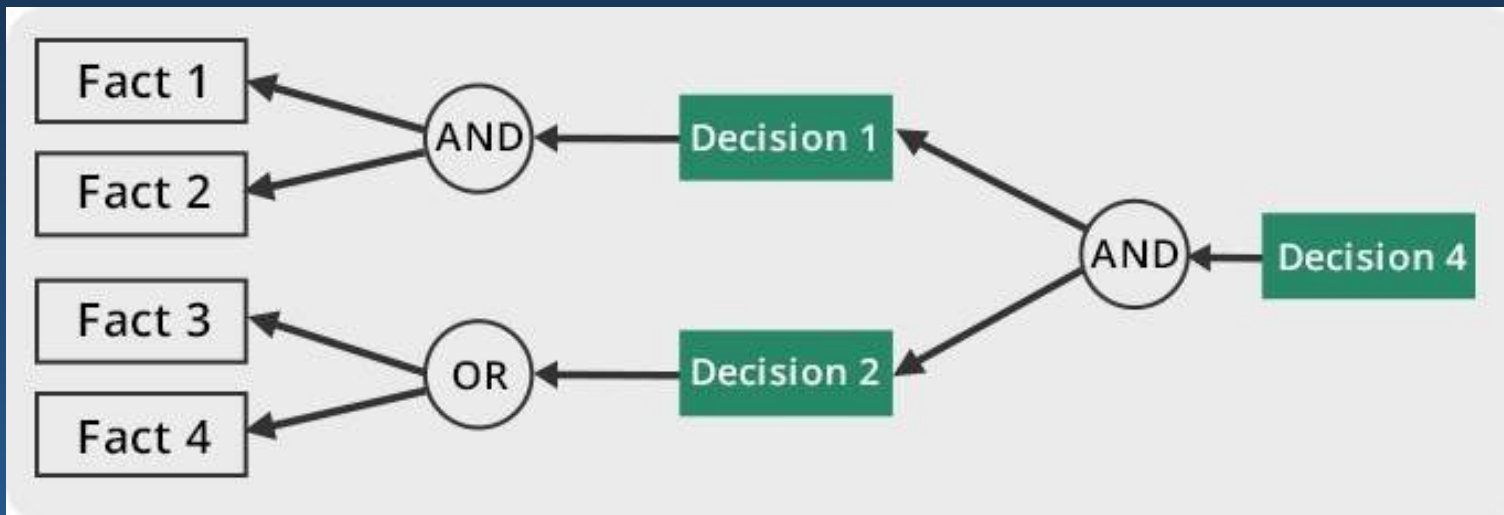 Fact 1
Fact 2
AND
Decision 1
Fact 3
Fact 4
OR
Decision 2
AND
Decision 4